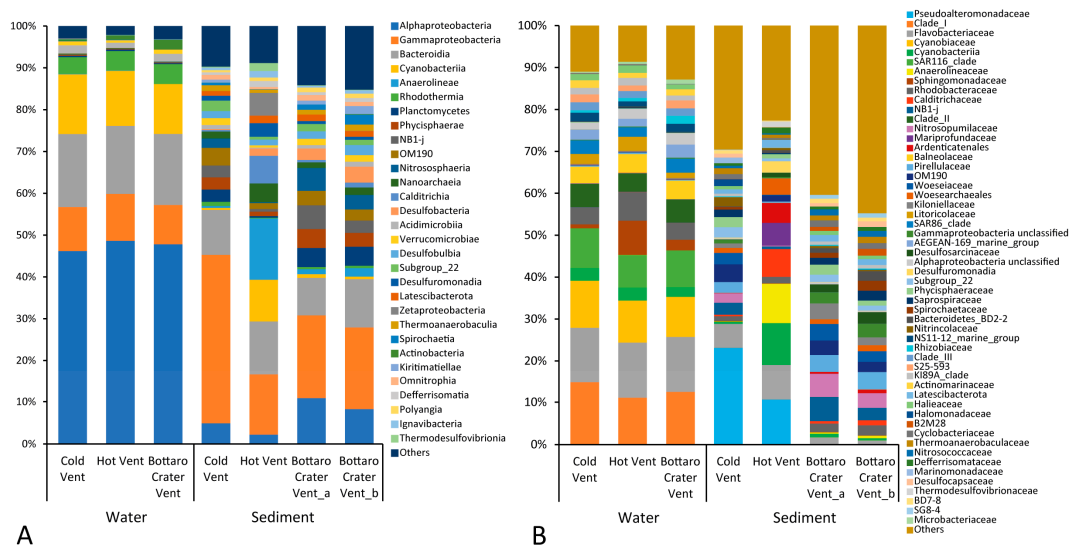 100%
90%
80%
70%
60%
50%
40%
30%
20%
10%
0%
Cold Vent
Hot Vent
Bottaro Crater Vent
Cold Vent
Hot Vent
Bottaro Crater Vent_a
Bottaro Crater Vent_b
Water
Sediment
A
Alphaproteobacteria
Gammaproteobacteria
Bacteroidia
Cyanobacteriia
Anaerolineae
Rhodothermia
Planctomycetes
Phycisphaerae
NB1-j
OM190
Nitrososphaeria
Nanoarchaeia
Calditrichia
Desulfobacteria
Acidimicrobiia
Verrucomicrobiae
Desulfobulbia
Subgroup_22
Desulfuromonadia
Latescibacterota
Zetaproteobacteria
Thermoanaerobaculia
Spirochaetia
Actinobacteria
Kiritimatiellae
Omnitrophia
Defferrisomatia
Polyangia
Ignavibacteria
Thermodesulfovibrionia
Others
100%
90%
80%
70%
60%
50%
40%
30%
20%
10%
0%
Cold Vent
Hot Vent
Bottaro Crater Vent
Cold Vent
Hot Vent
Bottaro Crater Vent_a
Bottaro Crater Vent_b
Water
Sediment
B
Pseudoalteromonadaceae
Clade_I
Flavobacteriaceae
Cyanobiaceae
Cyanobacteriia
SAR116_clade
Anaerolineaceae
Sphingomonadaceae
Rhodobacteraceae
Calditrichaceae
NB1-j
Clade_II
Nitrosopumilaceae
Mariprofundaceae
Ardenticatenales
Balneolaceae
Pirellulaceae
OM190
Woeseiaceae
Woesearchaeales
Kiloniellaceae
Litoricolaceae
SAR86_clade
Gammaproteobacteria unclassified
AEGEAN-169_marine_group
Desulfosarcinaceae
Alphaproteobacteria unclassified
Desulfuromonadia
Subgroup_22
Phycisphaeraceae
Saprospiraceae
Spirochaetaceae
Bacteroidetes_BD2-2
Nitrincolaceae
NS11-12_marine_group
Rhizobiaceae
Clade_III
S25-593
KI89A_clade
Actinomarinaceae
Latescibacterota
Halieaceae
Halomonadaceae
B2M28
Cyclobacteriaceae
Thermoanaerobaculaceae
Nitrosococcaceae
Defferrisomataceae
Marinomonadaceae
Desulfocapsaceae
Thermodesulfovibrionaceae
BD7-8
SG8-4
Microbacteriaceae
Others